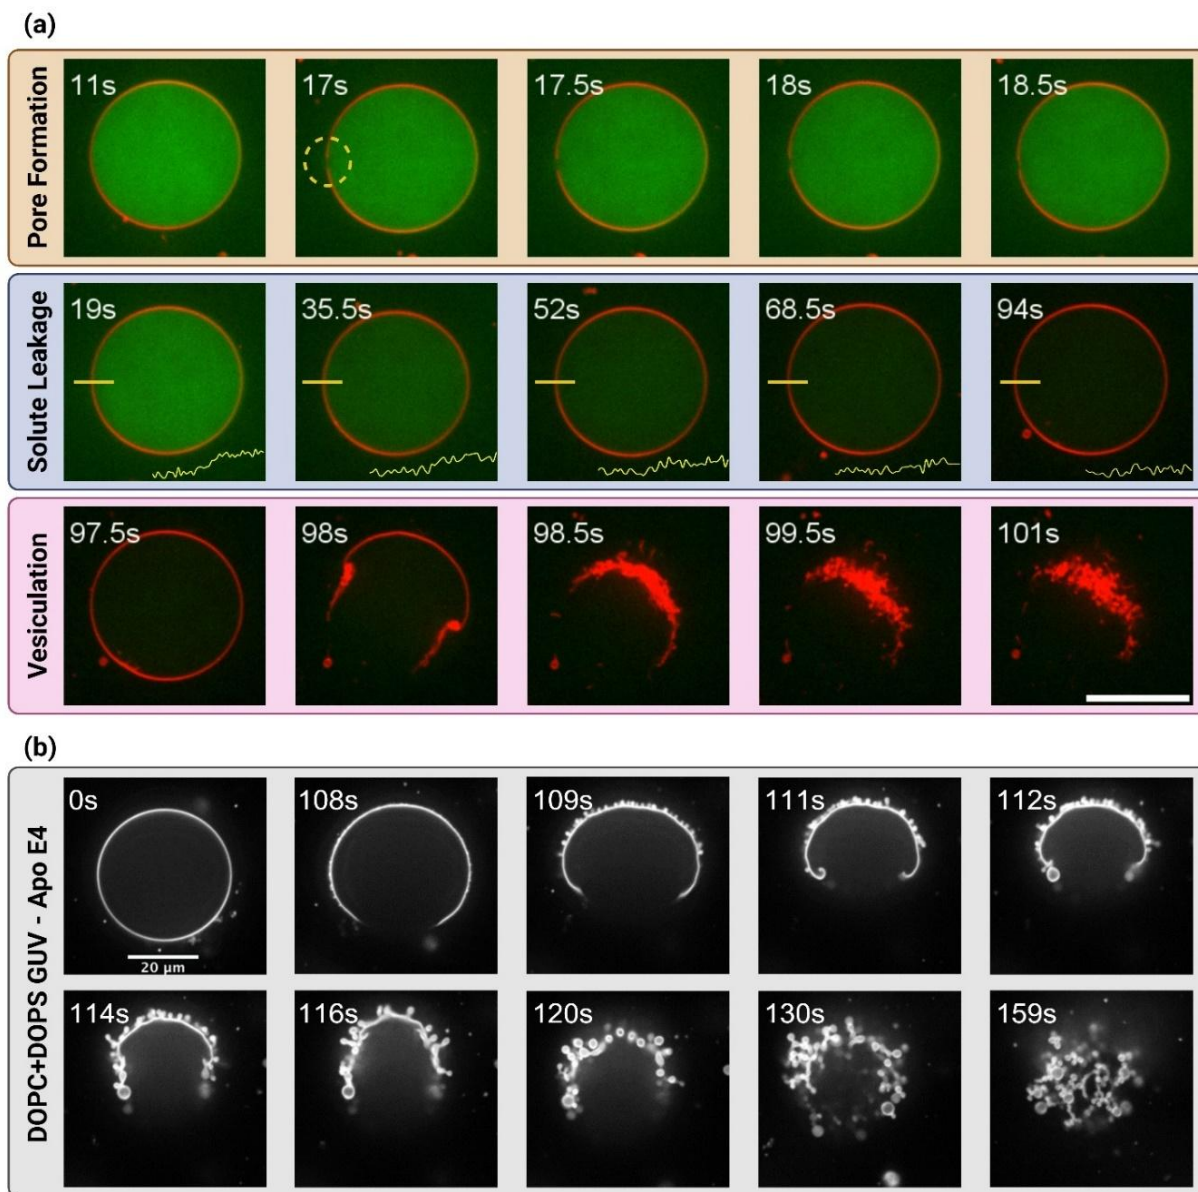 (a)
Pore Formation
11s
17s
17.5s
18s
18.5s
Solute Leakage
19s
35.5s
52s
68.5s
94s
Vesiculation
97.5s
98s
98.5s
99.5s
101s
(b)
DOPC+DOPS GUV - Apo E4
0s
108s
109s
111s
112s
20 µm
114s
116s
120s
130s
159s